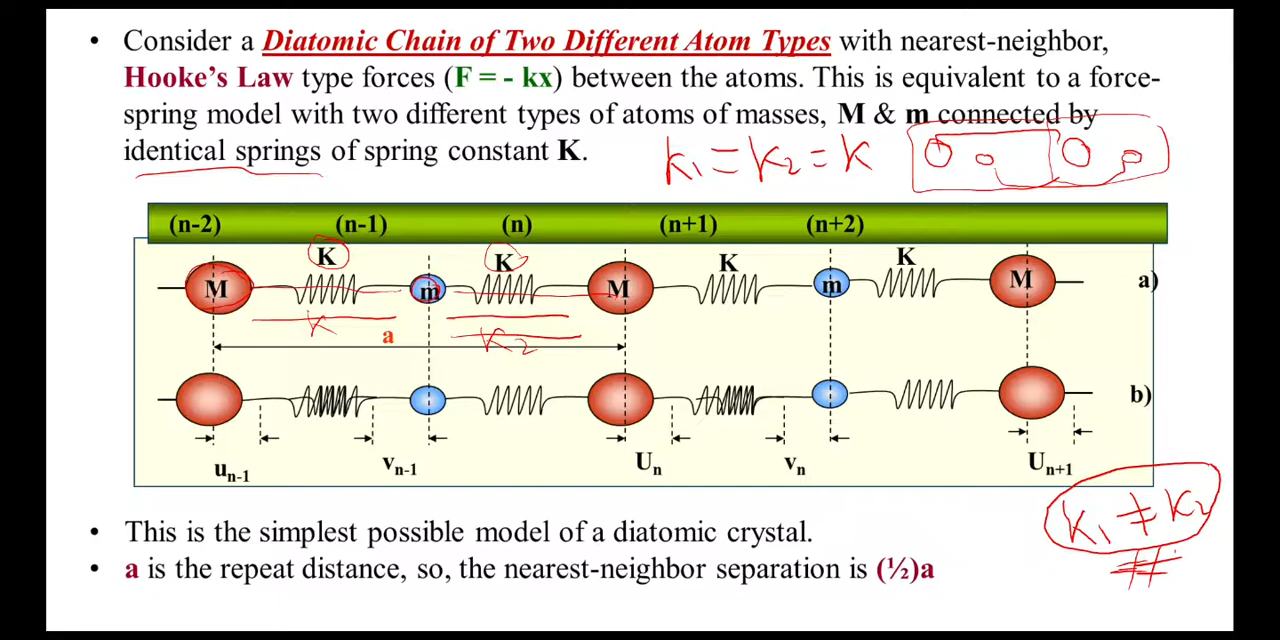 • Consider a Diatomic Chain of Two Different Atom Types with nearest-neighbor,
Hooke's Law type forces (F = - kx) between the atoms. This is equivalent to a force-
spring model with two different types of atoms of masses, M & m connected by
identical springs of spring constant K.
K₁ = K₂ = K
(n-2) (n-1) (n) (n+1) (n+2)
K K K K
M m M m M a)
K K₂
a
b)
uₙ₋₁ vₙ₋₁ Uₙ vₙ Uₙ₊₁
K₁ ≠ K₂
• This is the simplest possible model of a diatomic crystal.
• a is the repeat distance, so, the nearest-neighbor separation is (½)a